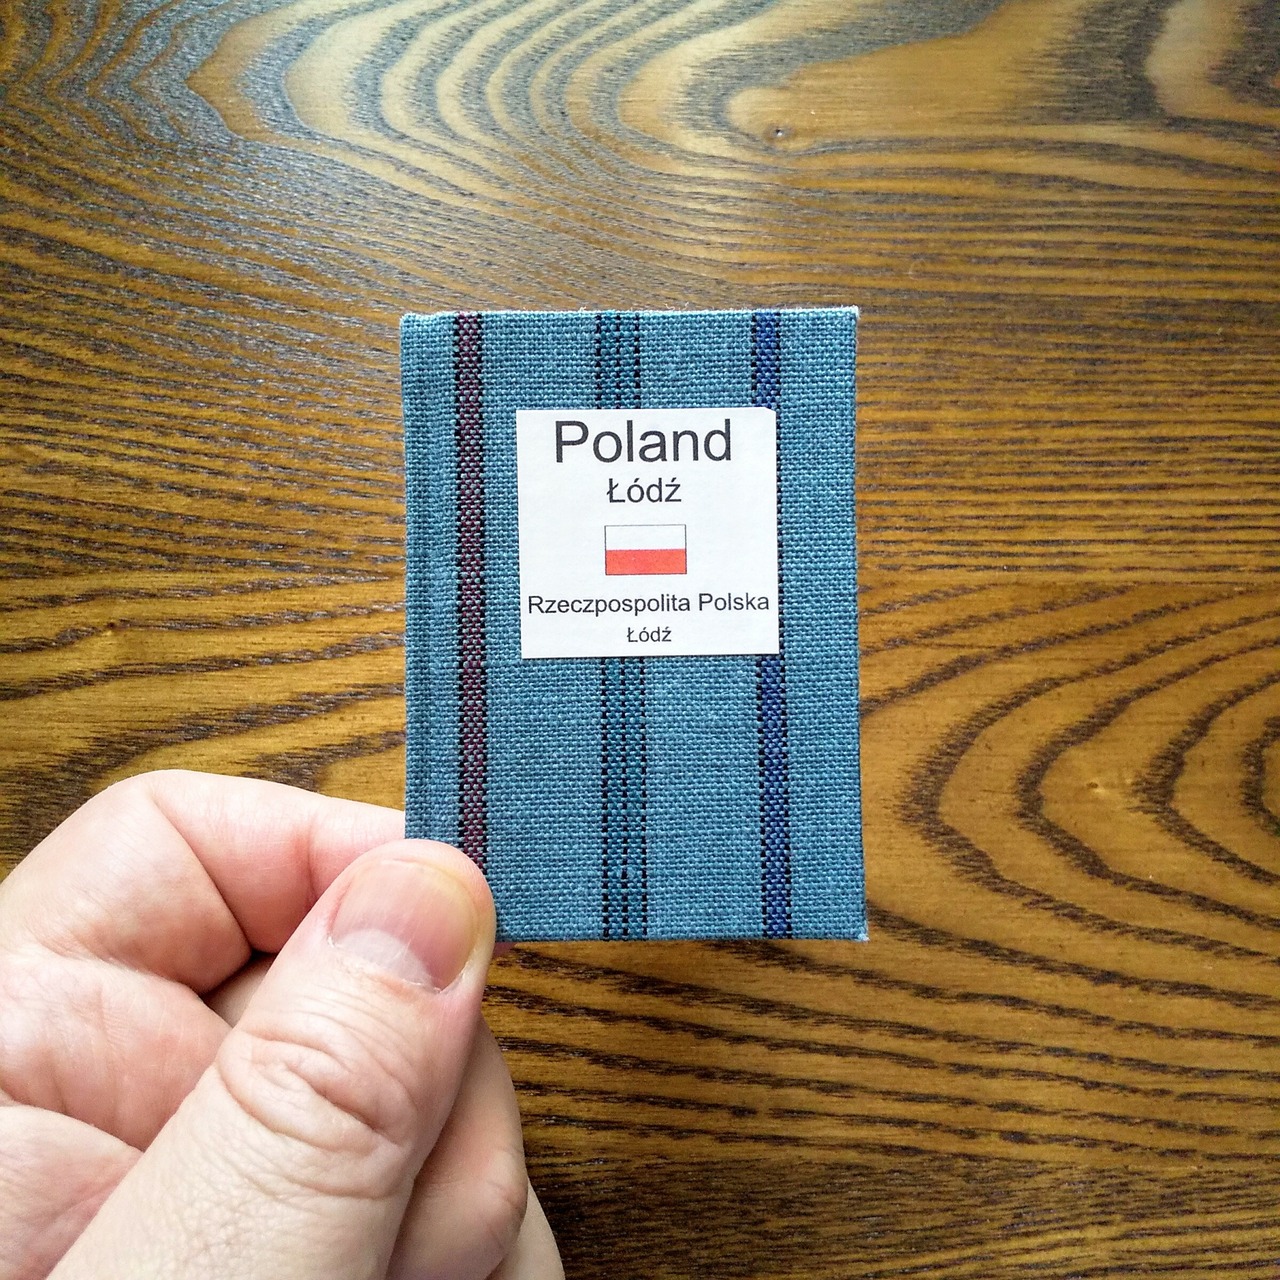 Poland
Łódź
Rzeczpospolita Polska
Łódź